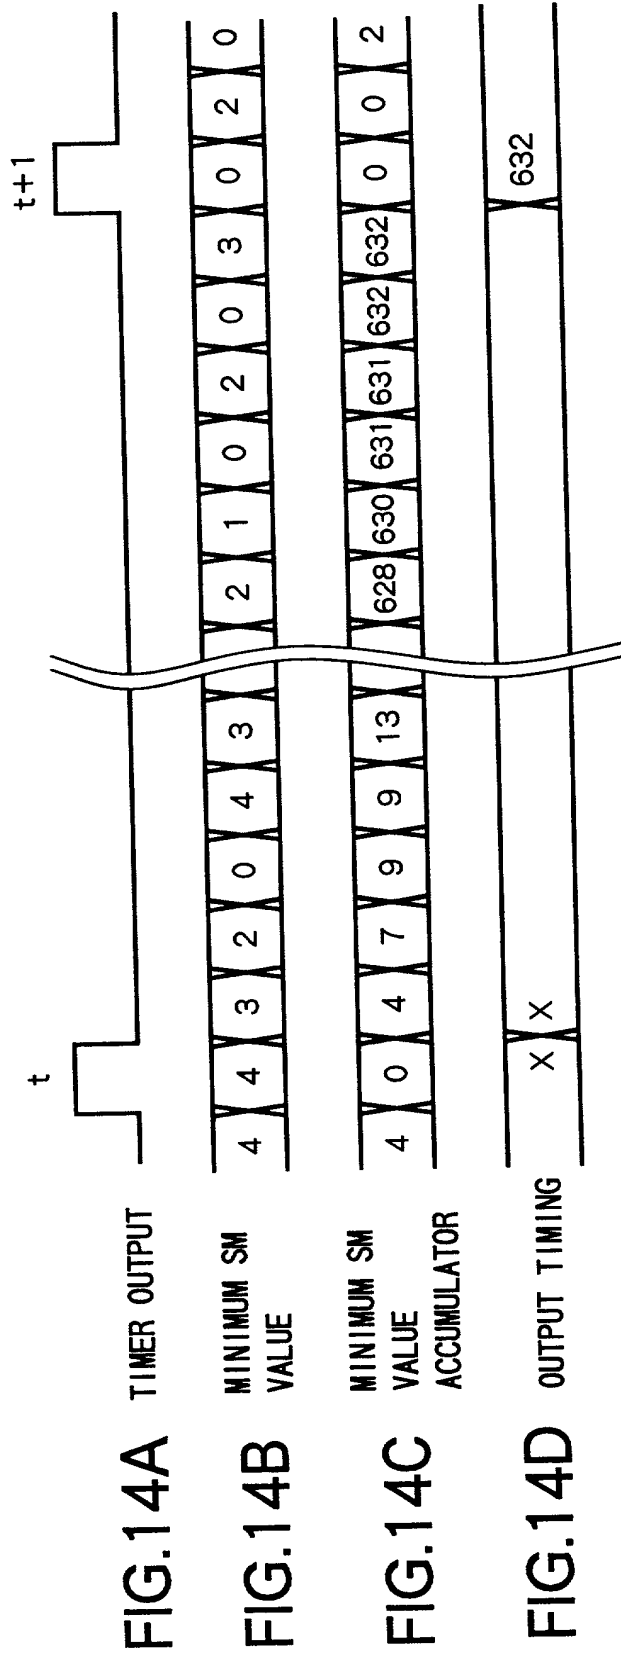 t
t+1
FIG.14A TIMER OUTPUT
FIG.14B MINIMUM SM
VALUE
4 4 3 2 0 4 3 2 1 0 2 0 3 0 2 0
FIG.14C MINIMUM SM
VALUE
ACCUMULATOR
4 0 4 7 9 9 13 628 630 631 631 632 632 0 0 2
FIG.14D OUTPUT TIMING
X X 632